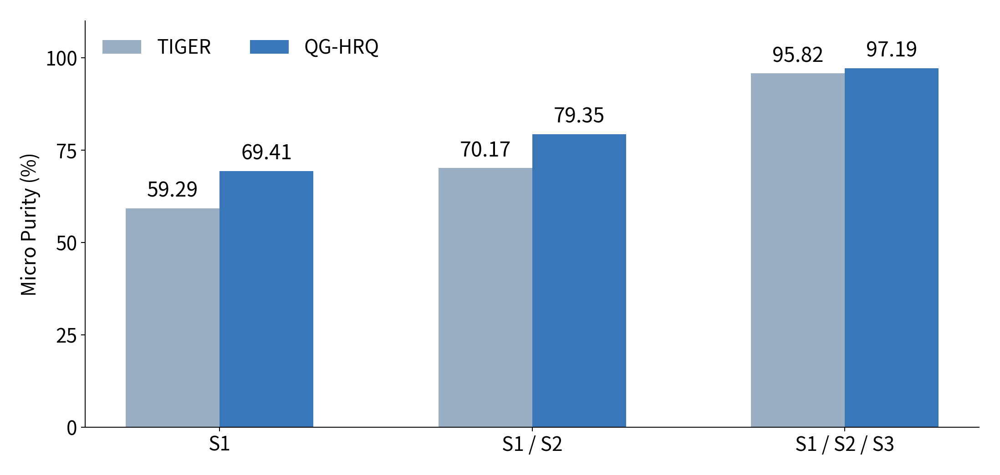 TIGER QG-HRQ
Micro Purity (%)
100
75
50
25
0
59.29
69.41
70.17
79.35
95.82
97.19
S1
S1 / S2
S1 / S2 / S3